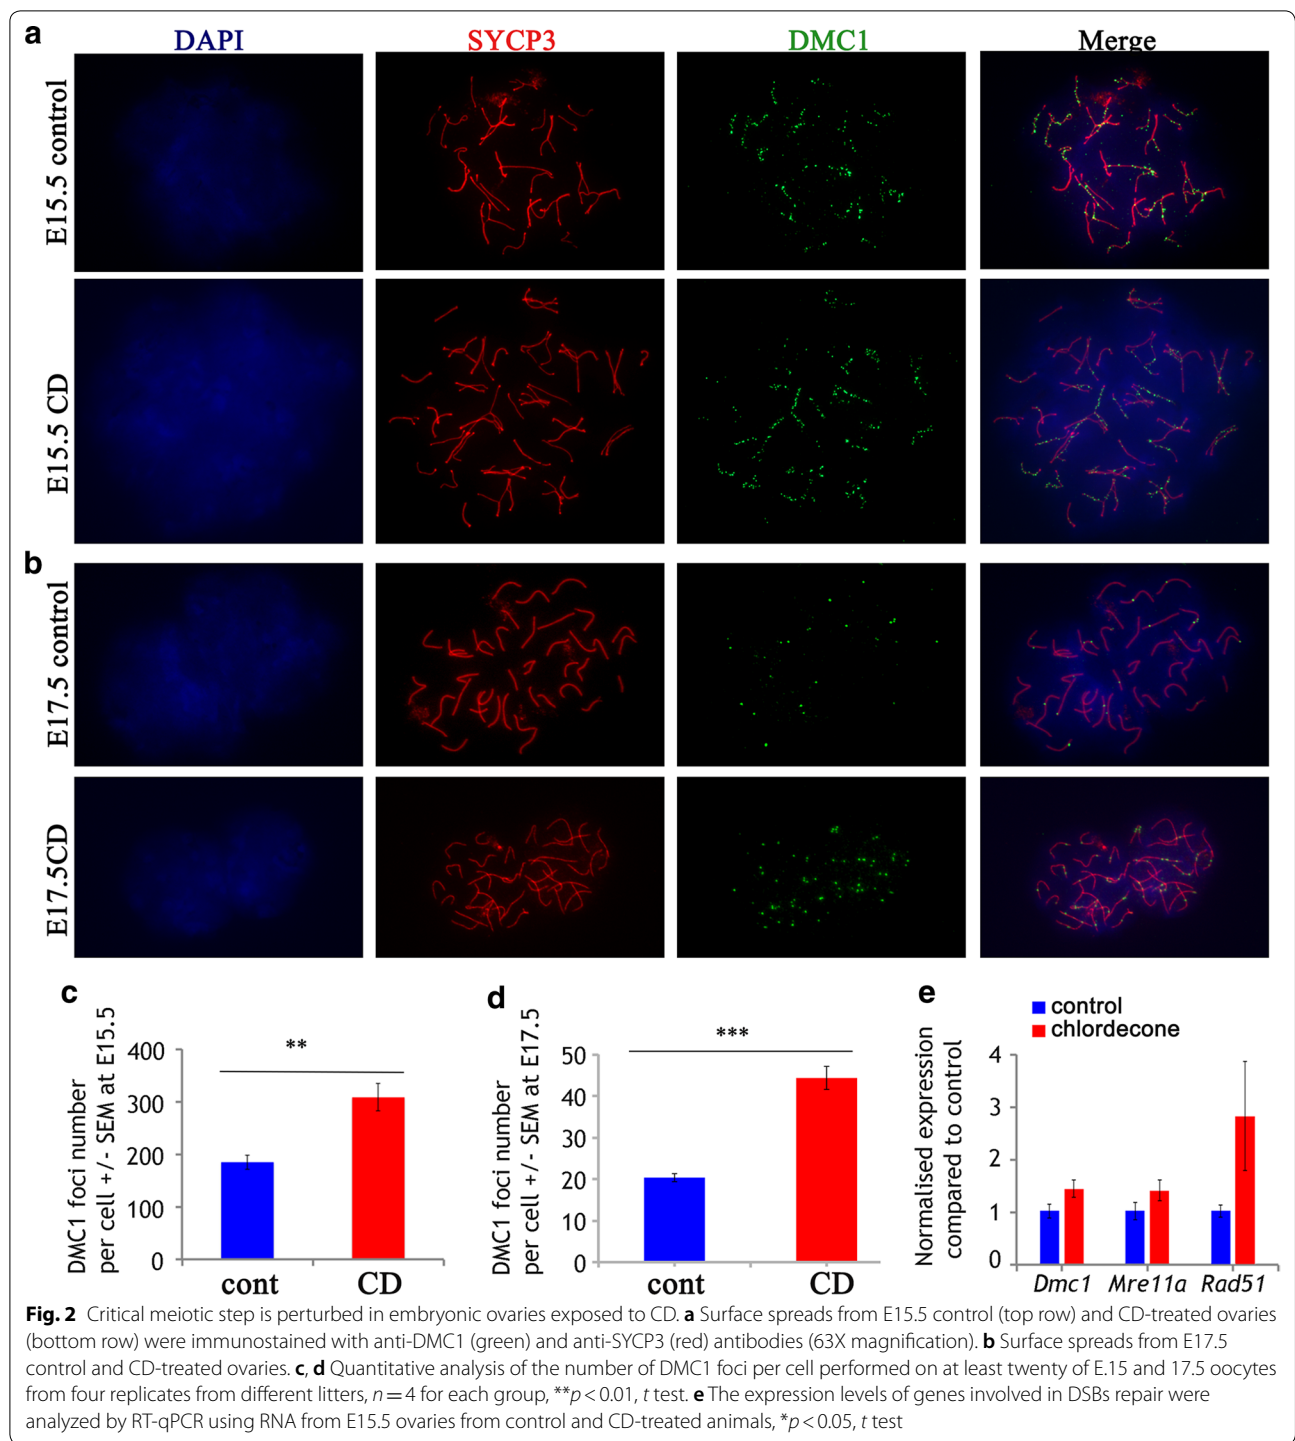 a
DAPI SYCP3 DMC1 Merge
E15.5 control
E15.5 CD
b
E17.5 control
E17.5CD
c
DMC1 foci number
per cell +/- SEM at E15.5
400
300
200
100
0
**
cont CD
d
DMC1 foci number
per cell +/- SEM at E17.5
50
40
30
20
10
0
***
cont CD
e
control
chlordecone
Normalised expression
compared to control
4
3
2
1
0
Dmc1 Mre11a Rad51
Fig. 2 Critical meiotic step is perturbed in embryonic ovaries exposed to CD. a Surface spreads from E15.5 control (top row) and CD-treated ovaries
(bottom row) were immunostained with anti-DMC1 (green) and anti-SYCP3 (red) antibodies (63X magnification). b Surface spreads from E17.5
control and CD-treated ovaries. c, d Quantitative analysis of the number of DMC1 foci per cell performed on at least twenty of E.15 and 17.5 oocytes
from four replicates from different litters, n = 4 for each group, **p < 0.01, t test. e The expression levels of genes involved in DSBs repair were
analyzed by RT-qPCR using RNA from E15.5 ovaries from control and CD-treated animals, *p < 0.05, t test